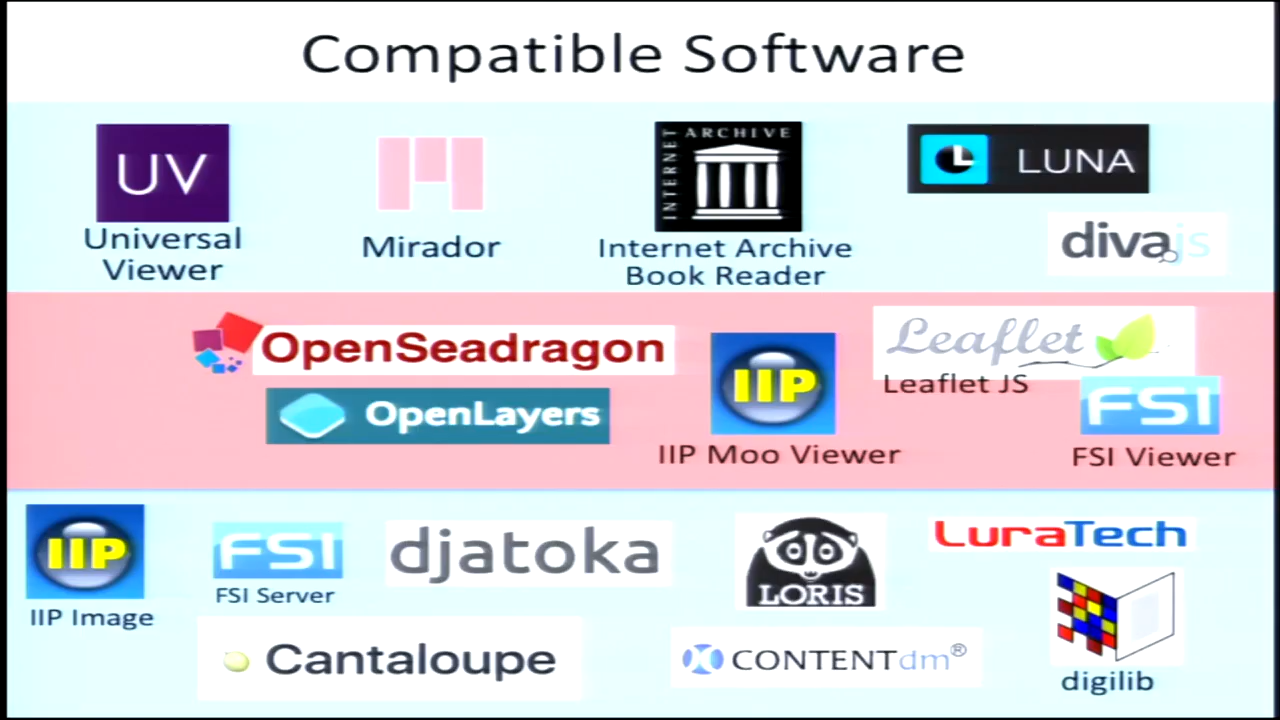 Compatible Software
UV
Universal
Viewer
Mirador
INTERNET ARCHIVE
Internet Archive
Book Reader
LUNA
divajs
OpenSeadragon
OpenLayers
IIP
IIP Moo Viewer
Leaflet
Leaflet JS
FSI
FSI Viewer
IIP
IIP Image
FSI
FSI Server
djatoka
LORIS
LuraTech
Cantaloupe
CONTENTdm®
digilib